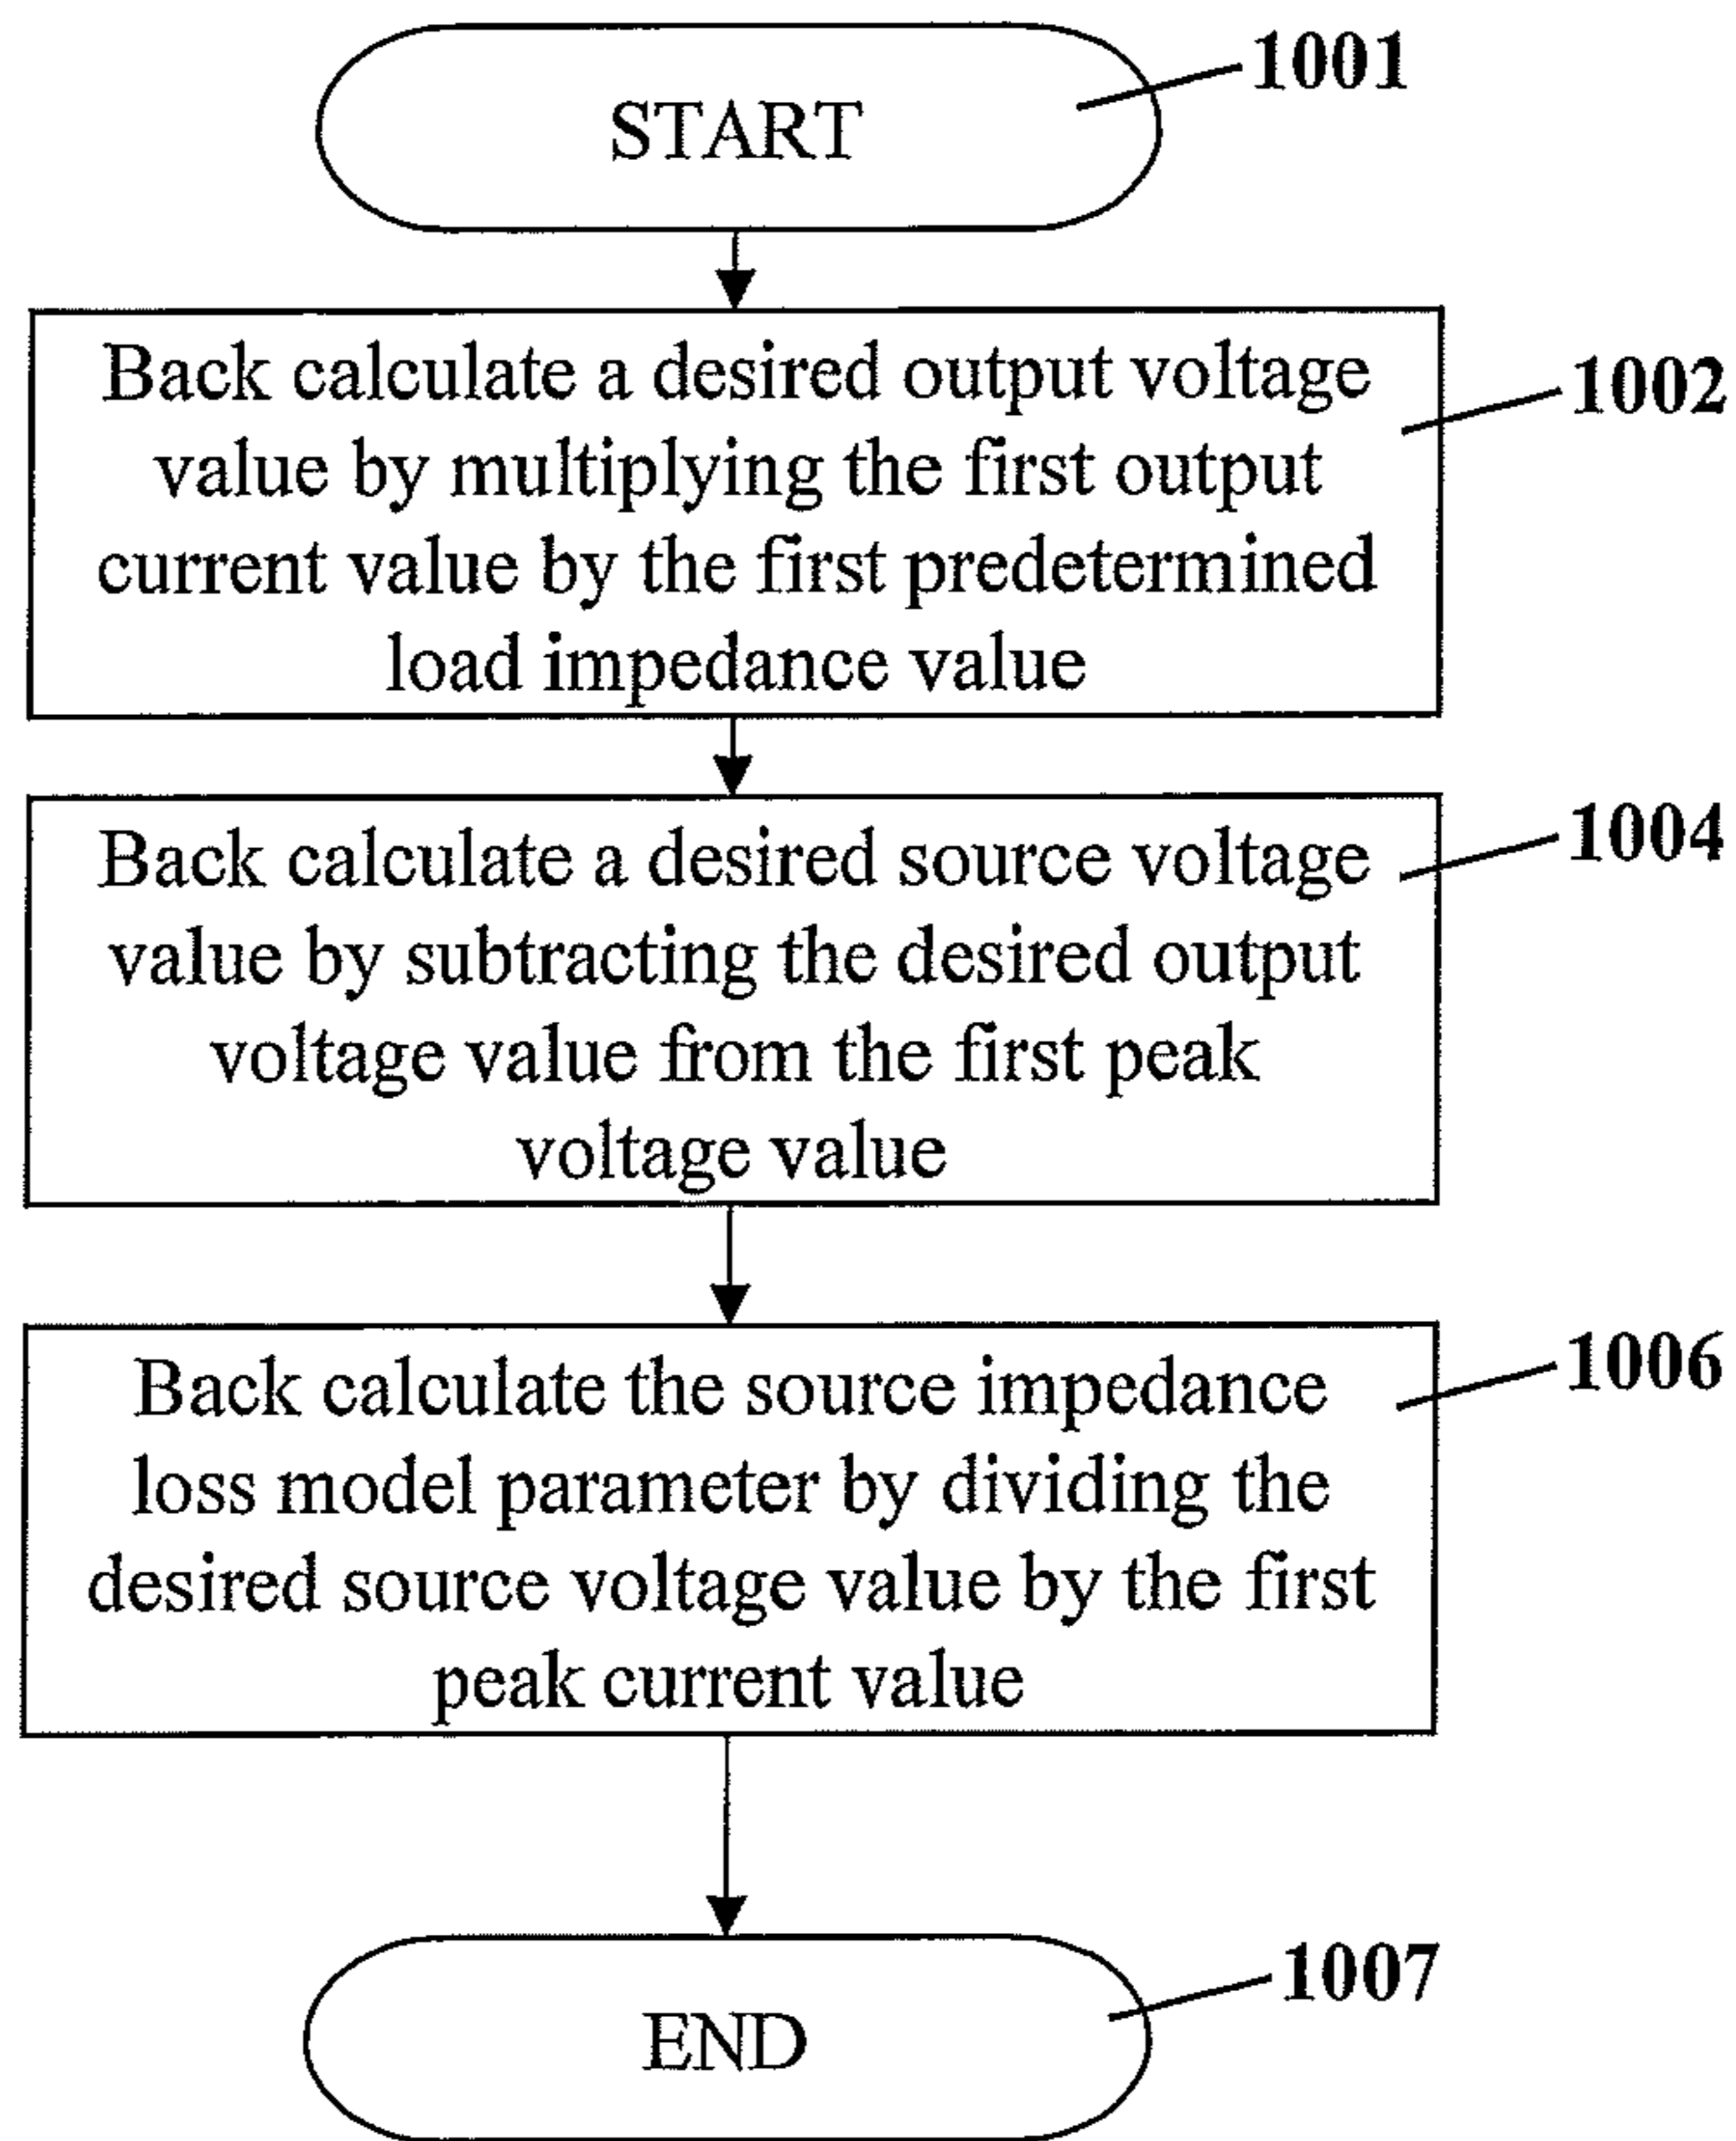 START
1001
Back calculate a desired output voltage
value by multiplying the first output
current value by the first predetermined
load impedance value
1002
Back calculate a desired source voltage
value by subtracting the desired output
voltage value from the first peak
voltage value
1004
Back calculate the source impedance
loss model parameter by dividing the
desired source voltage value by the first
peak current value
1006
END
1007